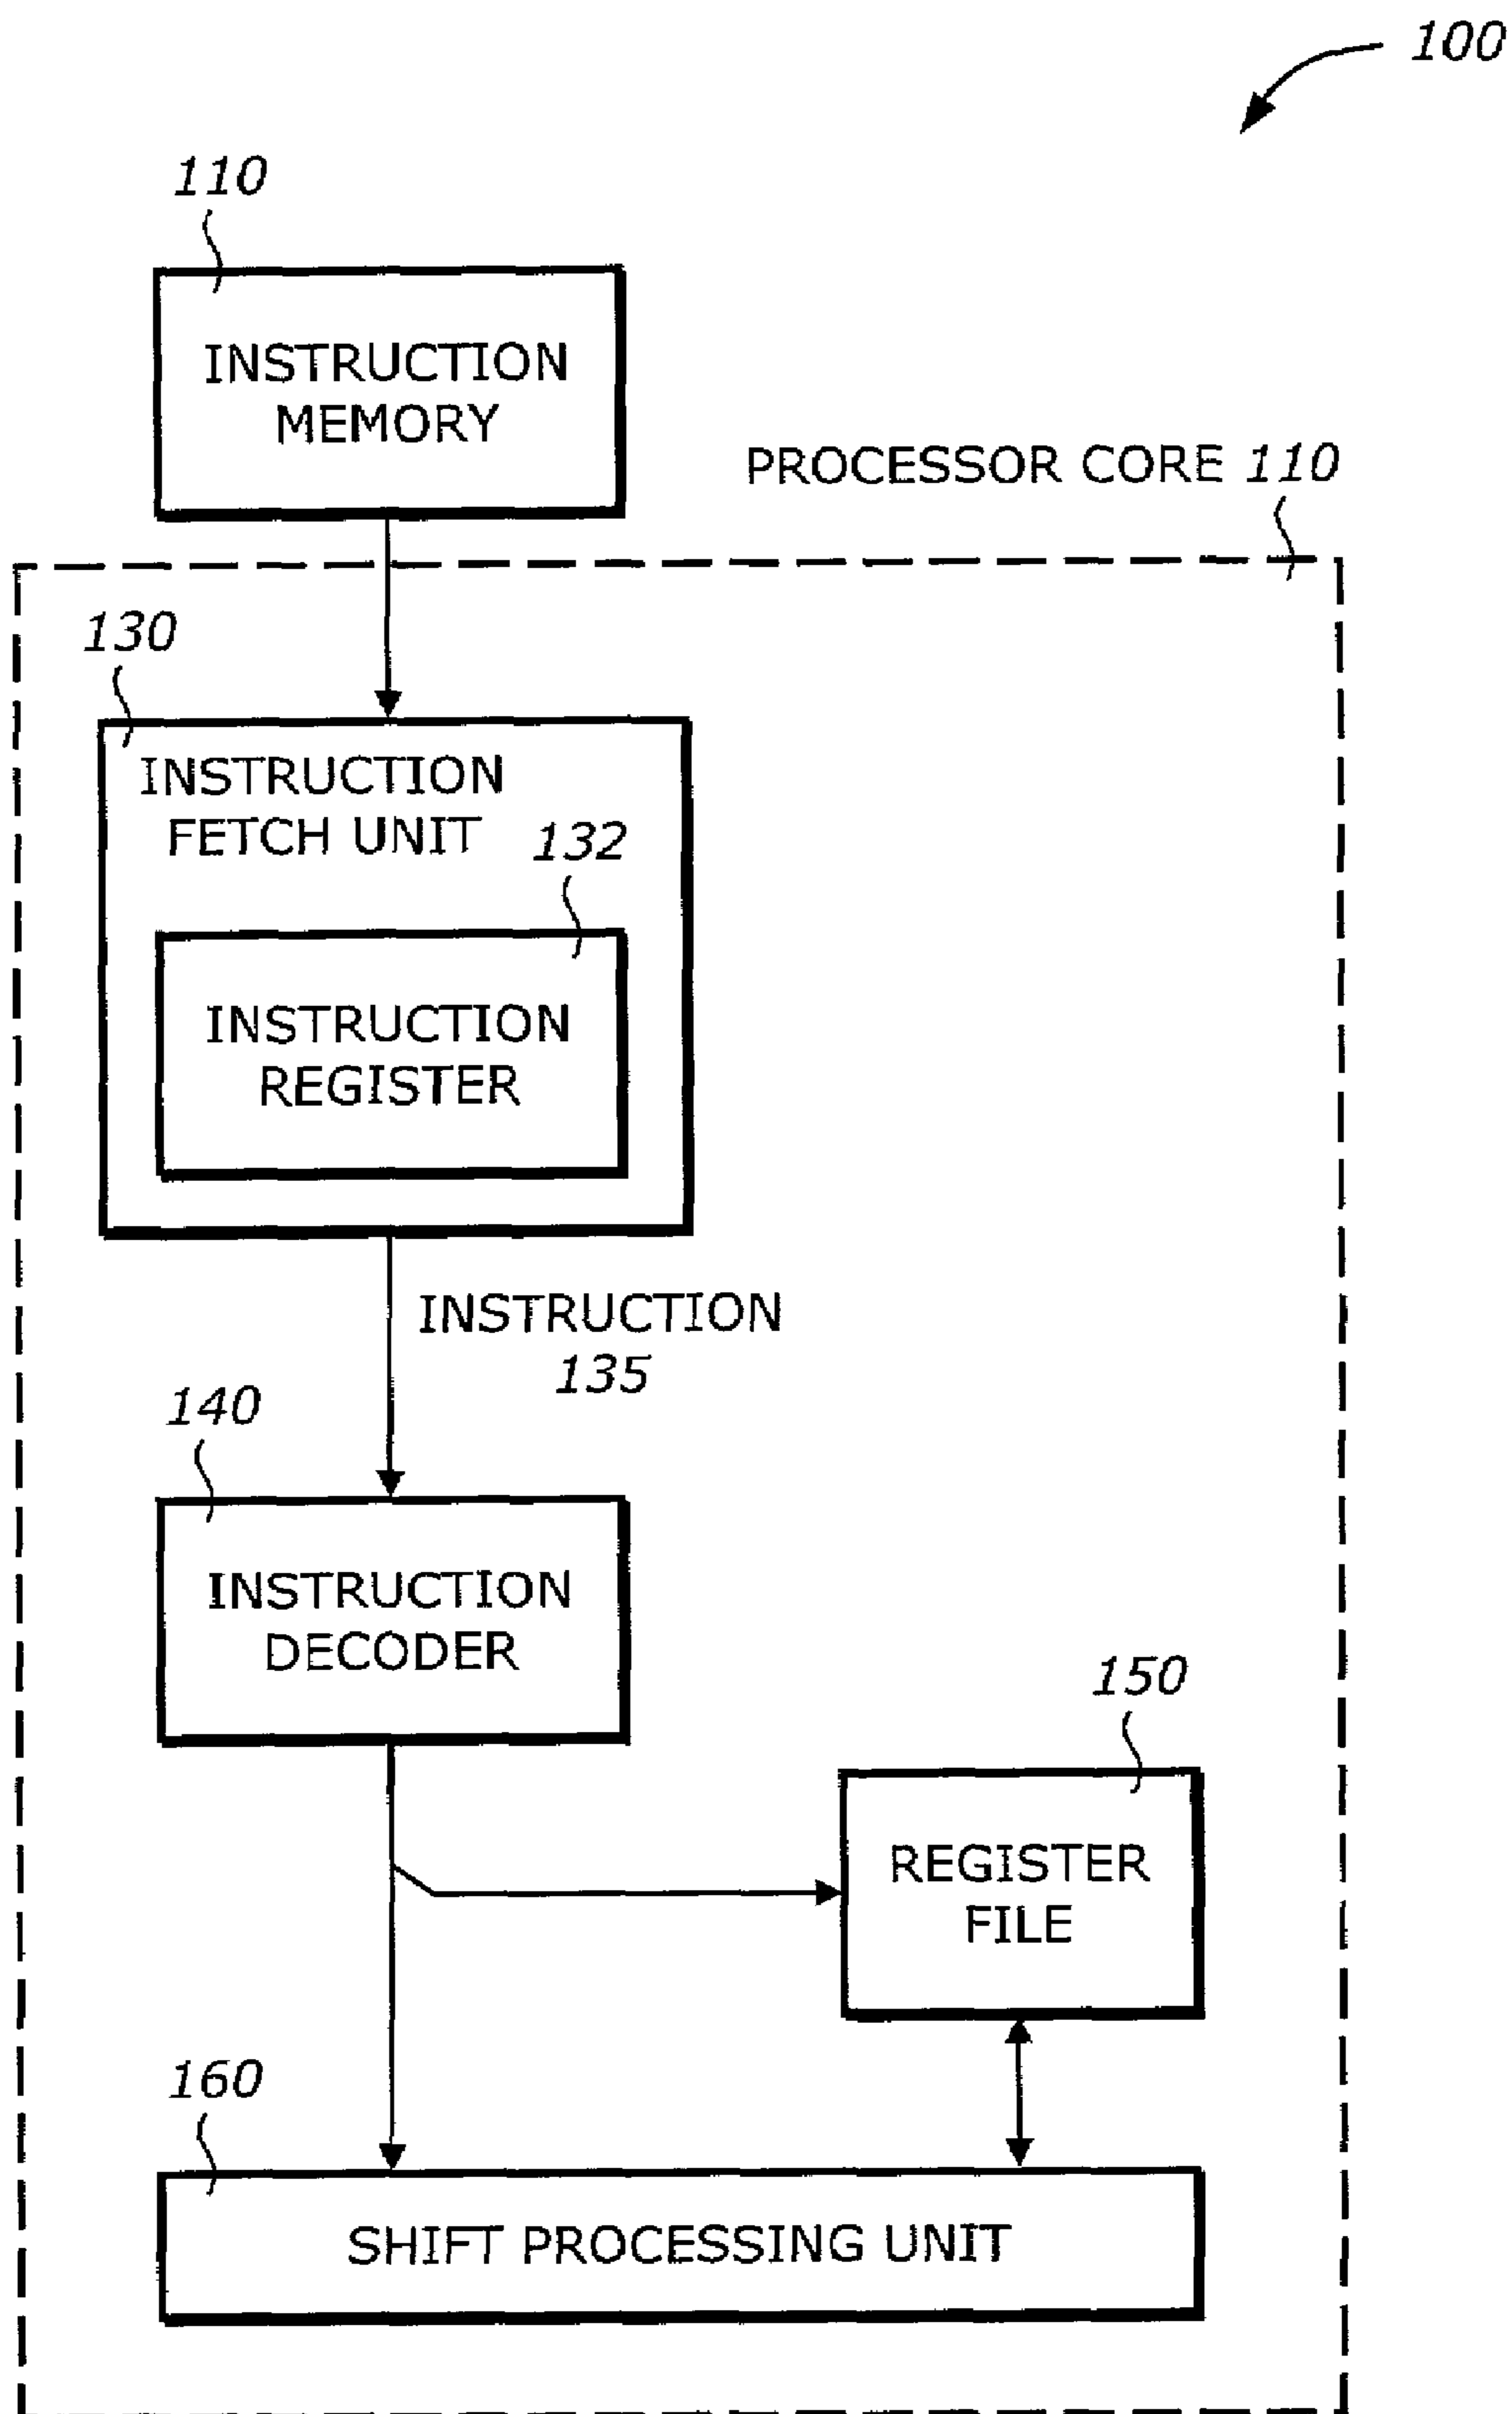 100
110
INSTRUCTION
MEMORY
PROCESSOR CORE 110
130
INSTRUCTION
FETCH UNIT
132
INSTRUCTION
REGISTER
INSTRUCTION
135
140
INSTRUCTION
DECODER
150
REGISTER
FILE
160
SHIFT PROCESSING UNIT